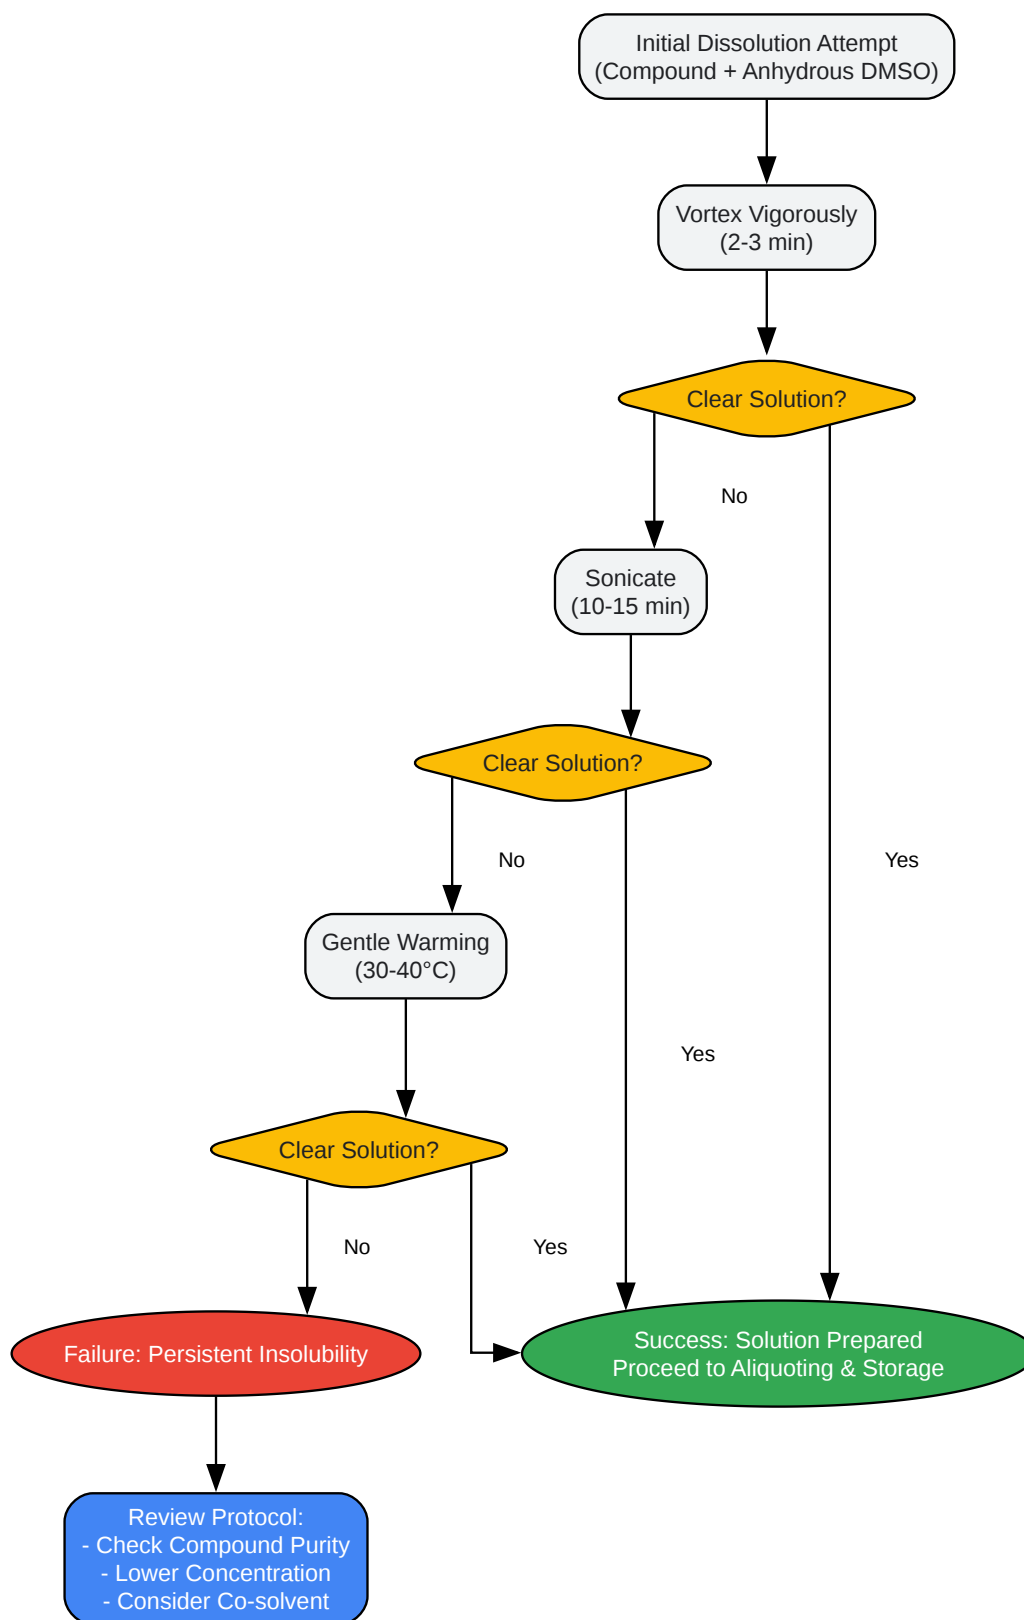 Initial Dissolution Attempt
(Compound + Anhydrous DMSO)
Vortex Vigorously
(2-3 min)
Clear Solution?
No
Sonicate
(10-15 min)
Clear Solution?
No
Yes
Gentle Warming
(30-40°C)
Yes
Clear Solution?
No
Yes
Failure: Persistent Insolubility
Success: Solution Prepared
Proceed to Aliquoting & Storage
Review Protocol:
- Check Compound Purity
- Lower Concentration
- Consider Co-solvent